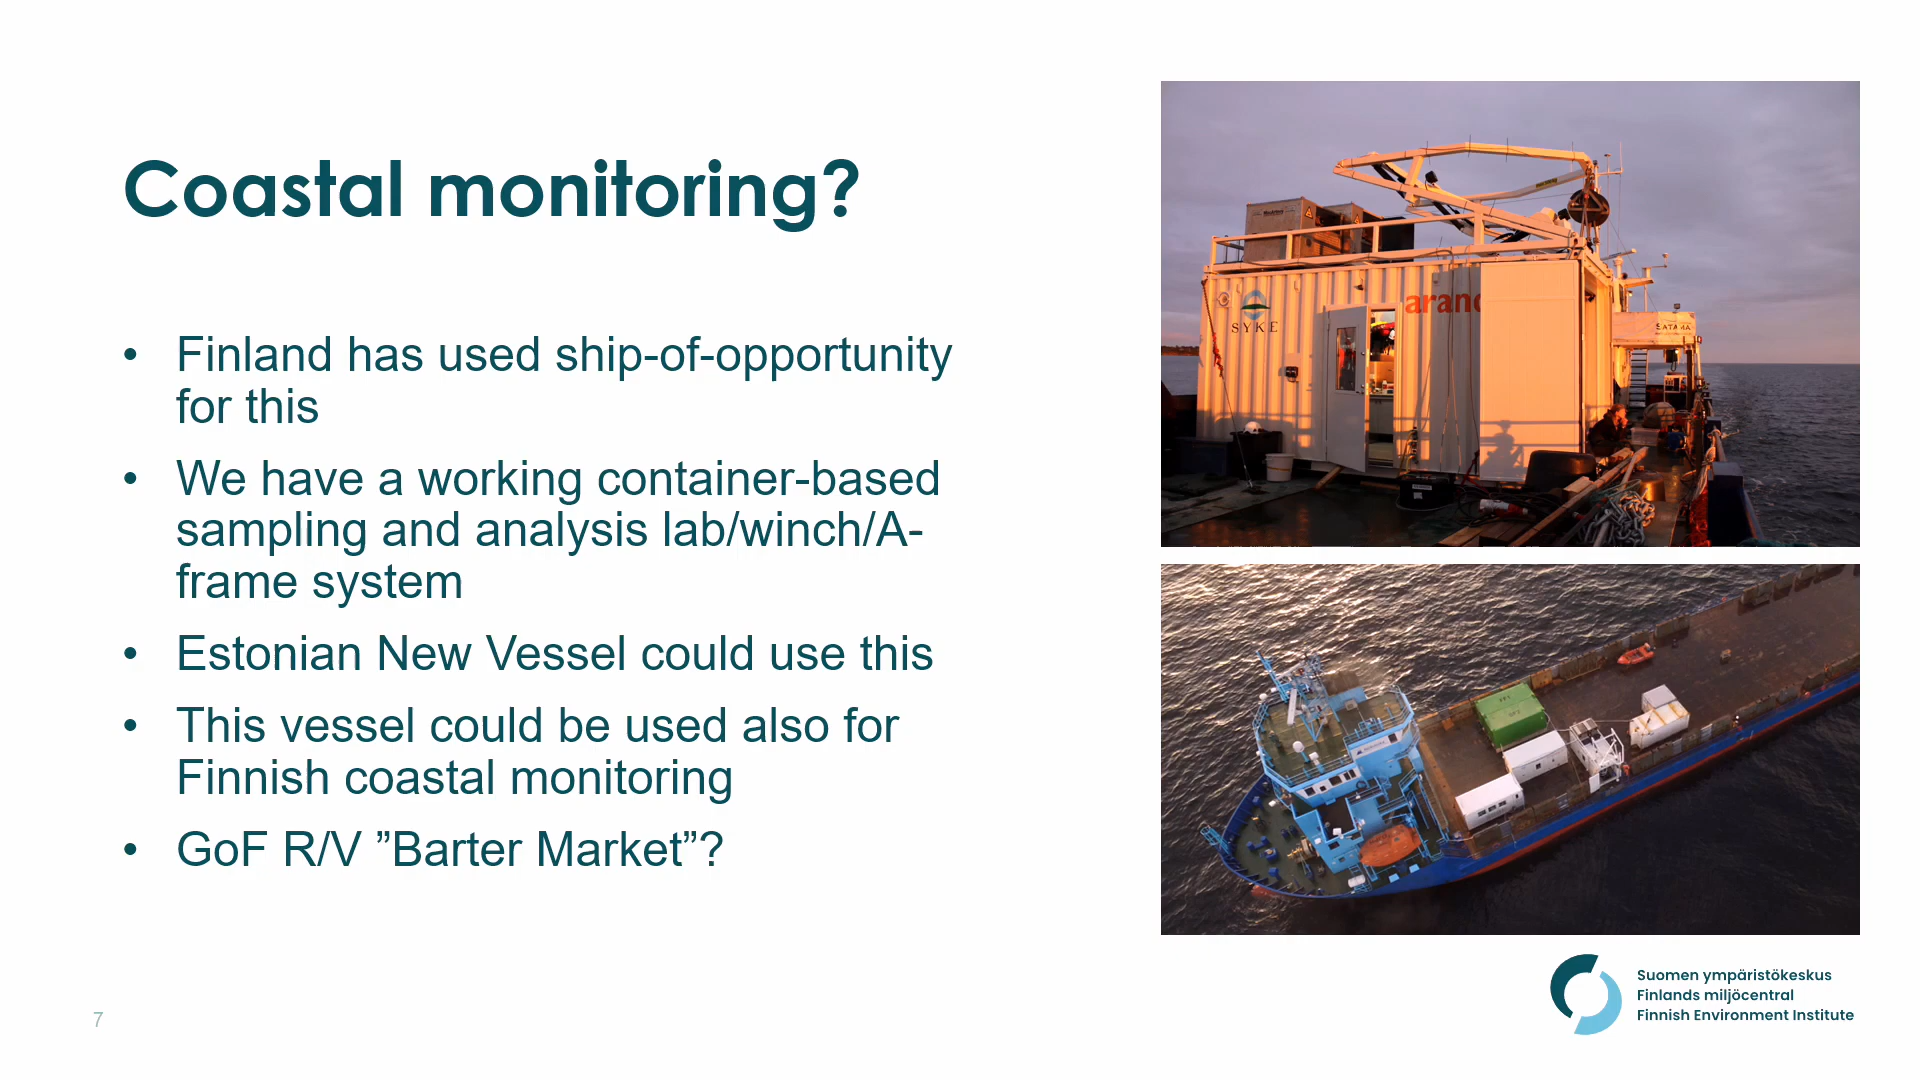 Coastal monitoring?
• Finland has used ship-of-opportunity
for this
• We have a working container-based
sampling and analysis lab/winch/A-
frame system
• Estonian New Vessel could use this
• This vessel could be used also for
Finnish coastal monitoring
• GoF R/V ”Barter Market”?
SYKE
aran
SATAMA
Suomen ympäristökeskus
Finlands miljöcentral
Finnish Environment Institute
7